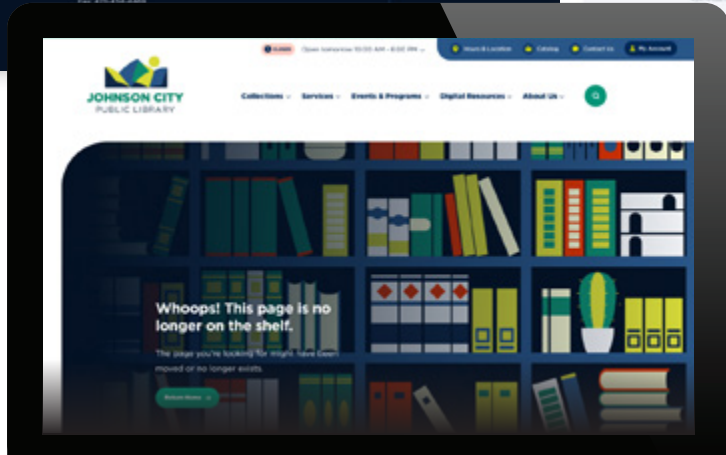 CLOSED Open tomorrow 10:00 AM - 8:00 PM
Hours & Location Catalog Contact Us My Account
JOHNSON CITY
PUBLIC LIBRARY
Collections Services Events & Programs Digital Resources About Us
Whoops! This page is no
longer on the shelf.
The page you're looking for might have been
moved or no longer exists.
Return Home